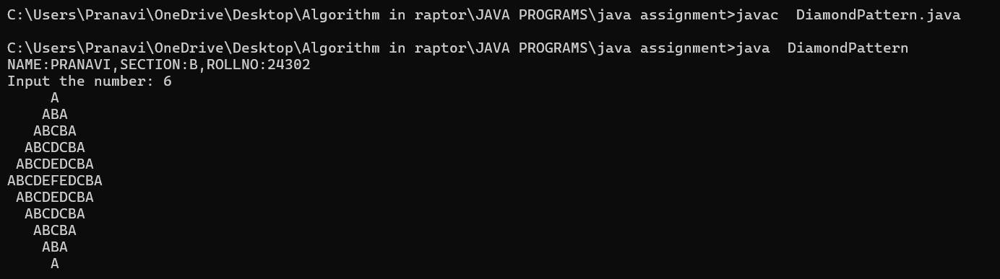 C:\Users\Pranavi\OneDrive\Desktop\Algorithm in raptor\JAVA PROGRAMS\java assignment>javac  DiamondPattern.java

C:\Users\Pranavi\OneDrive\Desktop\Algorithm in raptor\JAVA PROGRAMS\java assignment>java  DiamondPattern
NAME:PRANAVI,SECTION:B,ROLLNO:24302
Input the number: 6
     A
    ABA
   ABCBA
  ABCDCBA
 ABCDEDCBA
ABCDEFEDCBA
 ABCDEDCBA
  ABCDCBA
   ABCBA
    ABA
     A